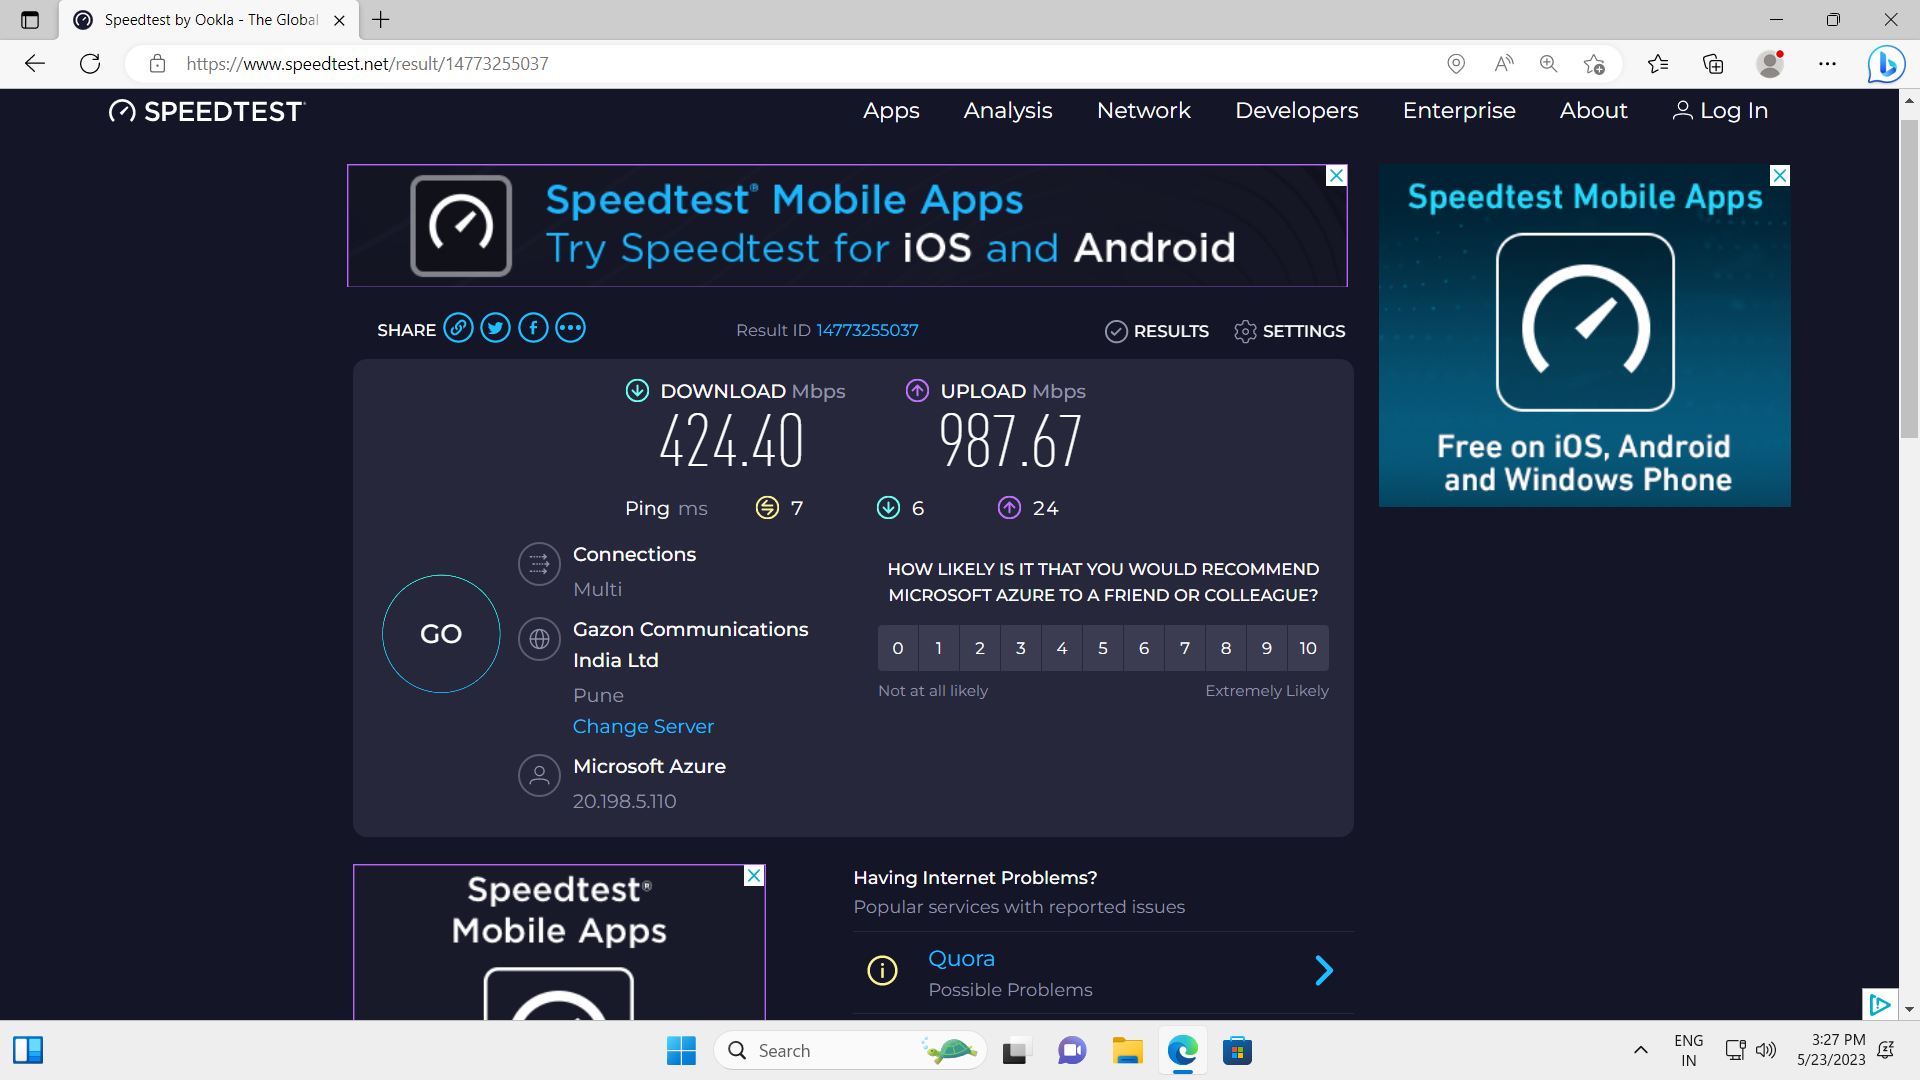 Speedtest by Ookla - The Global
https://www.speedtest.net/result/14773255037
SPEEDTEST
Apps
Analysis
Network
Developers
Enterprise
About
Log In
Speedtest® Mobile Apps
Try Speedtest for iOS and Android
Speedtest Mobile Apps
Free on iOS, Android
and Windows Phone
SHARE
Result ID 14773255037
RESULTS
SETTINGS
DOWNLOAD Mbps
424.40
UPLOAD Mbps
987.67
Ping ms
7
6
24
GO
Connections
Multi
Gazon Communications
India Ltd
Pune
Change Server
Microsoft Azure
20.198.5.110
HOW LIKELY IS IT THAT YOU WOULD RECOMMEND
MICROSOFT AZURE TO A FRIEND OR COLLEAGUE?
0 1 2 3 4 5 6 7 8 9 10
Not at all likely
Extremely Likely
Speedtest®
Mobile Apps
Having Internet Problems?
Popular services with reported issues
Quora
Possible Problems
Search
ENG
IN
3:27 PM
5/23/2023